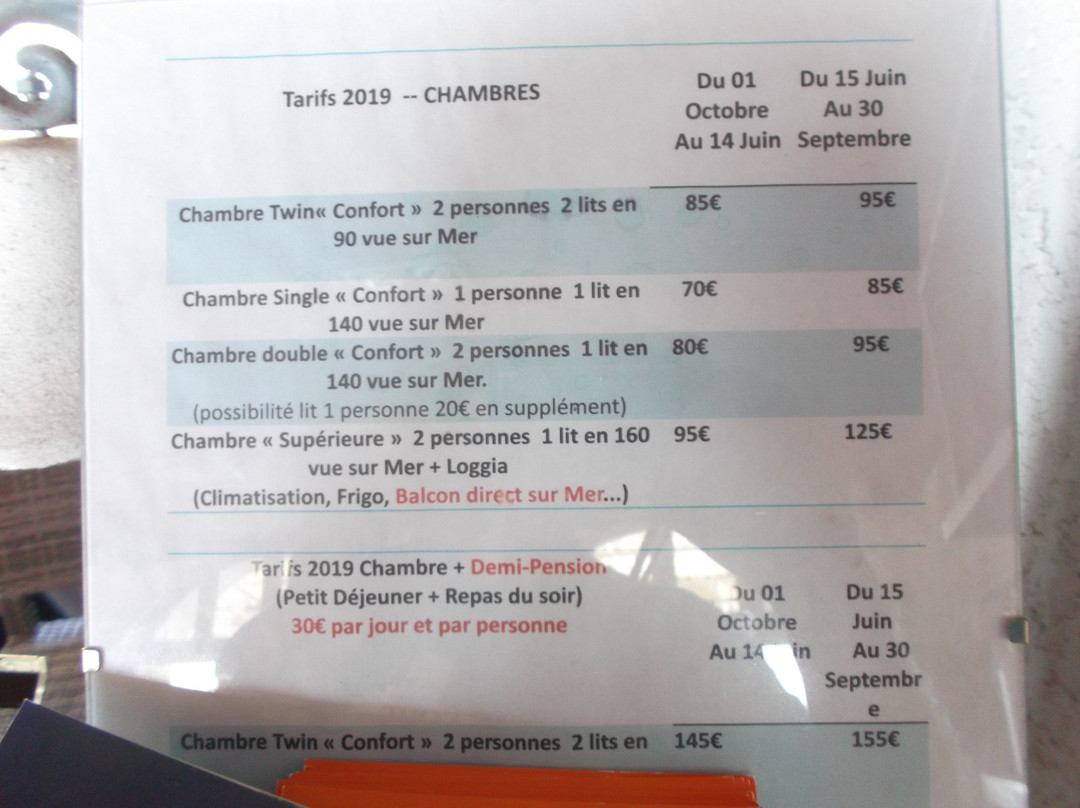 Tarifs 2019 -- CHAMBRES
Du 01
Octobre
Au 14 Juin
Du 15 Juin
Au 30
Septembre
Chambre Twin« Confort » 2 personnes 2 lits en 85€ 95€
90 vue sur Mer
Chambre Single « Confort » 1 personne 1 lit en 70€ 85€
140 vue sur Mer
Chambre double « Confort » 2 personnes 1 lit en 80€ 95€
140 vue sur Mer.
(possibilité lit 1 personne 20€ en supplément)
Chambre « Supérieure » 2 personnes 1 lit en 160 95€ 125€
vue sur Mer + Loggia
(Climatisation, Frigo, Balcon direct sur Mer...)
Tarifs 2019 Chambre + Demi-Pension
(Petit Déjeuner + Repas du soir)
30€ par jour et par personne
Du 01
Octobre
Au 14 Juin
Du 15
Juin
Au 30
Septembr
e
Chambre Twin « Confort » 2 personnes 2 lits en 145€ 155€